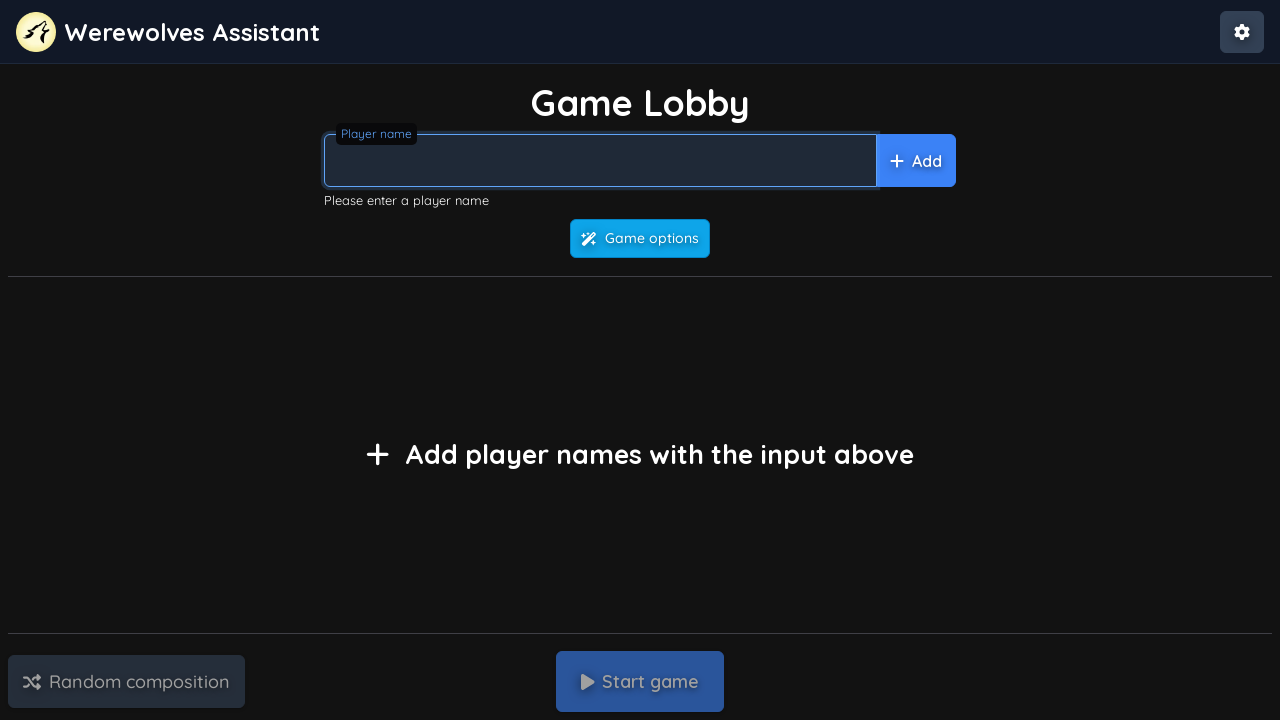 Werewolves Assistant
Game Lobby
Player name
Add
Please enter a player name
Game options
Add player names with the input above
Random composition
Start game